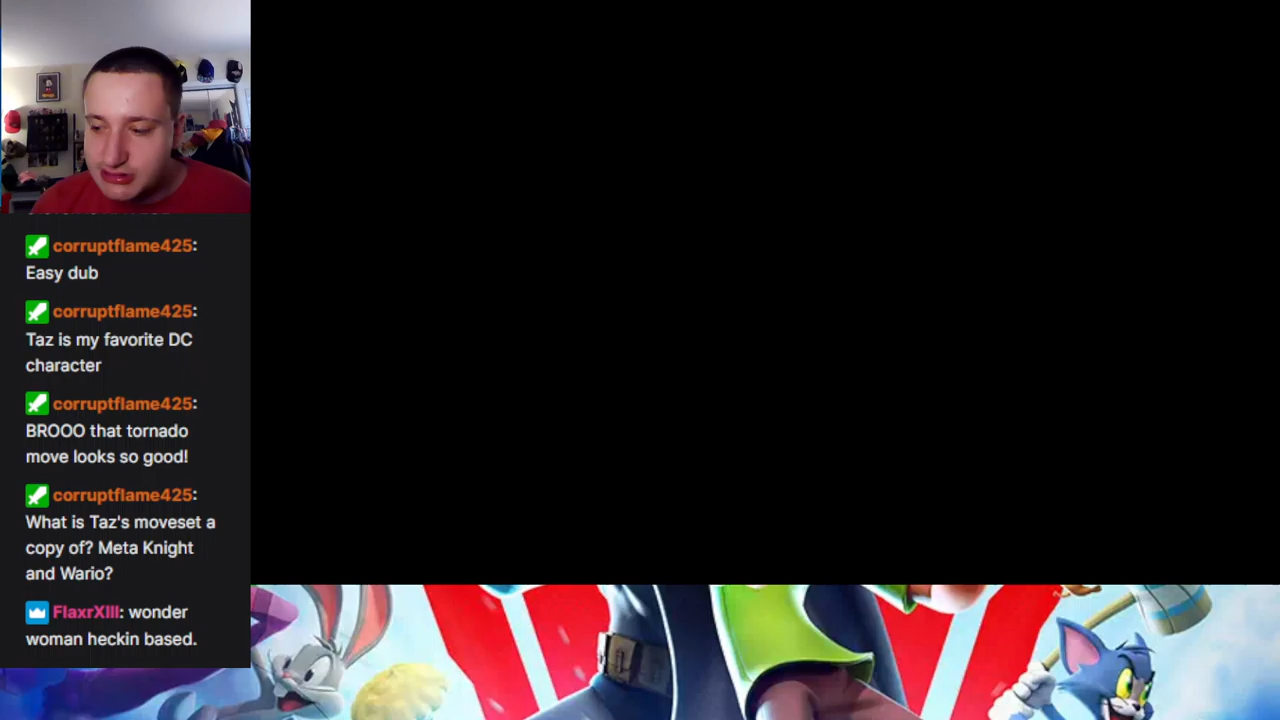 corruptflame425:
Easy dub
corruptflame425:
Taz is my favorite DC
character
corruptflame425:
BROOO that tornado
move looks so good!
corruptflame425:
What is Taz's moveset a
copy of? Meta Knight
and Wario?
FlaxrXIII: wonder
woman heckin based.